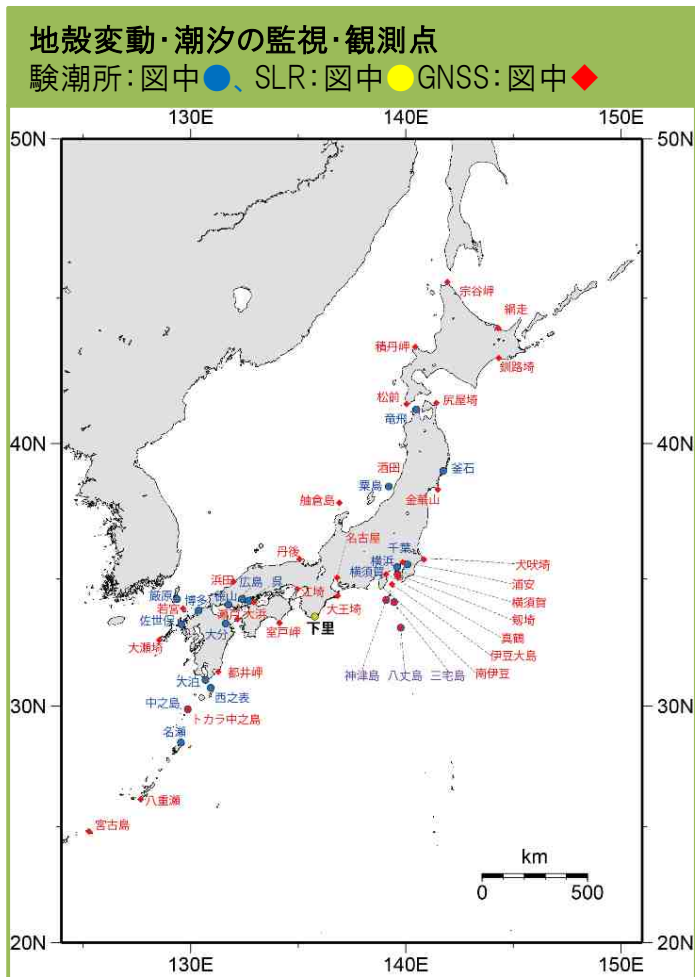 地殻変動･潮汐の監視･観測点
験潮所：図中●、SLR：図中●GNSS：図中◆
130E 140E 150E
50N 50N
宗谷岬
網走
積丹岬
釧路埼
松前
尻屋埼
竜飛
40N 40N
酒田
釜石
粟島
金華山
舳倉島
名古屋
千葉
丹後
横浜
犬吠埼
横須賀
浜田
広島 呉
江埼
浦安
厳原
博多
徳山
横須賀
若宮
大浜
大王埼
剱埼
佐世保
室戸岬
下里
真鶴
大分
大瀬埼
伊豆大島
都井岬
神津島 八丈島 三宅島
南伊豆
大泊
西之表
中之島
30N 30N
トカラ中之島
名瀬
八重瀬
宮古島
km
0 500
20N 20N
130E 140E 150E